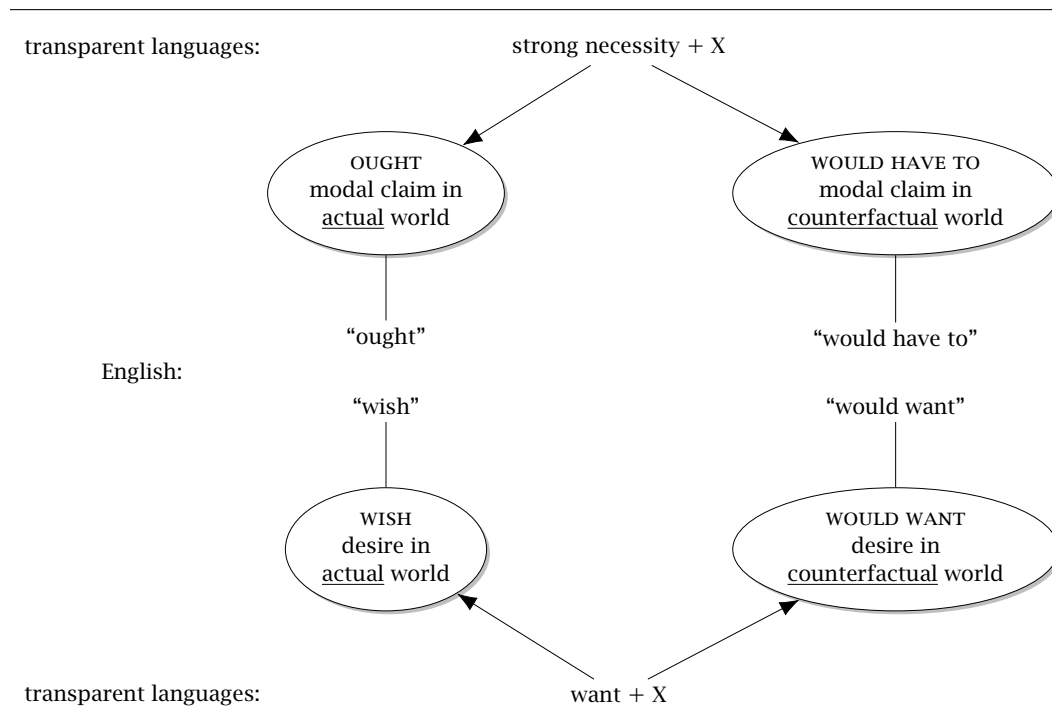 transparent languages: strong necessity + X
OUGHT
modal claim in
actual world
WOULD HAVE TO
modal claim in
counterfactual world
“ought” “would have to”
English:
“wish” “would want”
WISH
desire in
actual world
WOULD WANT
desire in
counterfactual world
transparent languages: want + X